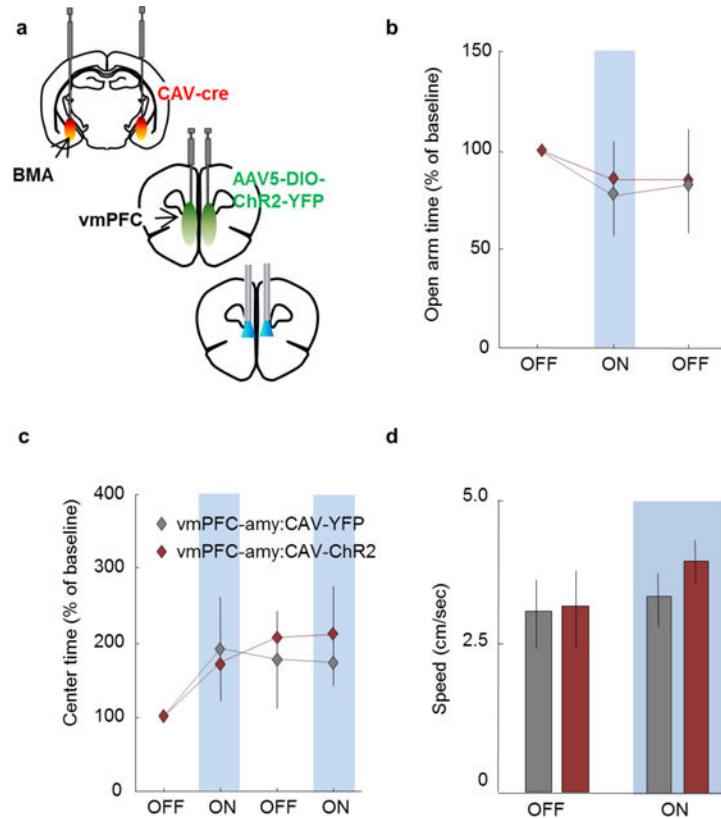 a
CAV-cre
BMA
AAV5-DIO-
ChR2-YFP
vmPFC
b
Open arm time (% of baseline)
150
100
50
0
OFF ON OFF
c
Center time (% of baseline)
400
300
200
100
0
vmPFC-amy:CAV-YFP
vmPFC-amy:CAV-ChR2
OFF ON OFF ON
d
Speed (cm/sec)
5.0
2.5
0
OFF ON